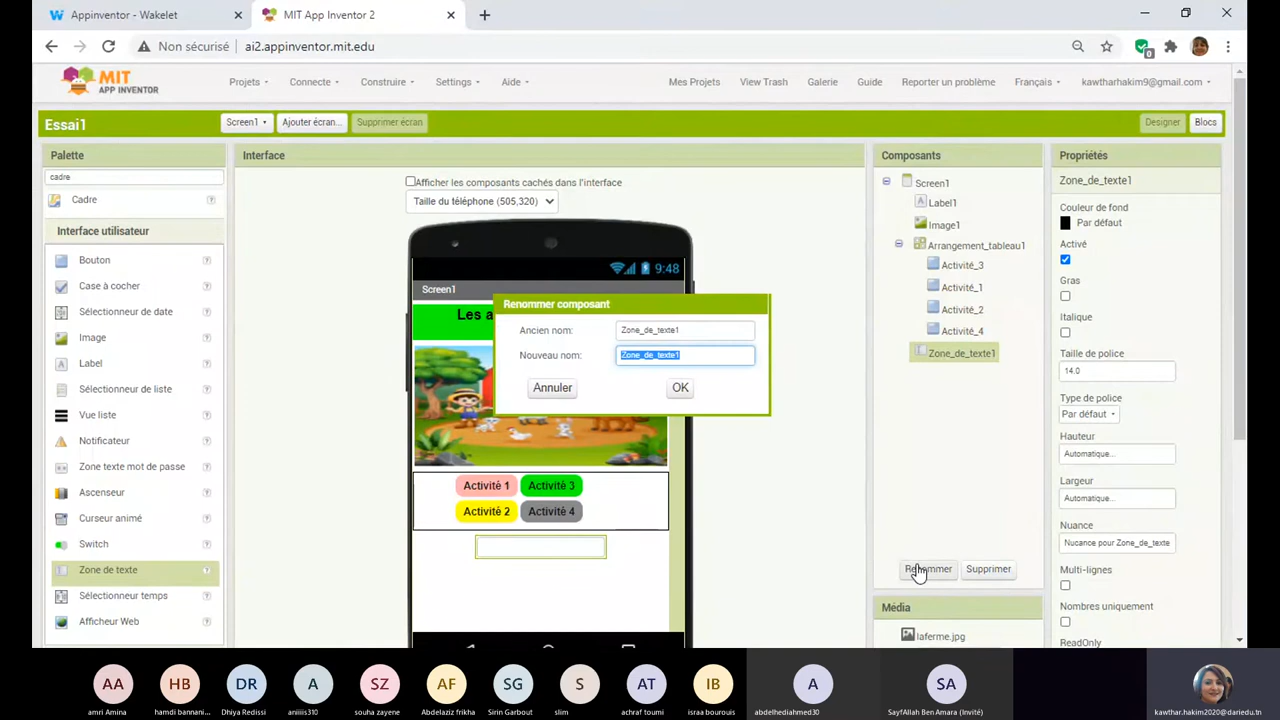 Appinventor - Wakelet
MIT App Inventor 2
Non sécurisé
ai2.appinventor.mit.edu
0
MIT
APP INVENTOR
Projets
Connecte
Construire
Settings
Aide
Mes Projets
View Trash
Galerie
Guide
Reporter un problème
Français
kawtharhakim9@gmail.com
Essai1
Screen1
Ajouter écran...
Supprimer écran
Designer
Blocs
Palette
cadre
Cadre
Interface utilisateur
Bouton
Case à cocher
Sélectionneur de date
Image
Label
Sélectionneur de liste
Vue liste
Notificateur
Zone texte mot de passe
Ascenseur
Curseur animé
Switch
Zone de texte
Sélectionneur temps
Afficheur Web
Interface
Afficher les composants cachés dans l'interface
Taille du téléphone (505,320)
9:48
Screen1
Les a
Renommer composant
Ancien nom:
Zone_de_texte1
Nouveau nom:
Zone_de_texte1
Annuler
OK
Activité 1
Activité 3
Activité 2
Activité 4
Composants
Screen1
Label1
Image1
Arrangement_tableau1
Activité_3
Activité_1
Activité_2
Activité_4
Zone_de_texte1
Renommer
Supprimer
Média
laferme.jpg
Propriétés
Zone_de_texte1
Couleur de fond
Par défaut
Activé
Gras
Italique
Taille de police
14.0
Type de police
Par défaut
Hauteur
Automatique...
Largeur
Automatique...
Nuance
Nucance pour Zone_de_texte
Multi-lignes
Nombres uniquement
ReadOnly
AA
HB
DR
A
SZ
AF
SG
S
AT
IB
A
SA
amri Amina
hamdi bannani...
Dhiya Redissi
aniiiis310
souha zayene
Abdelaziz frikha
Sirin Garbout
slim
achraf toumi
israa bourouis
abdelhediahmed30
SayfAllah Ben Amara (Invité)
kawthar.hakim2020@dariedu.tn